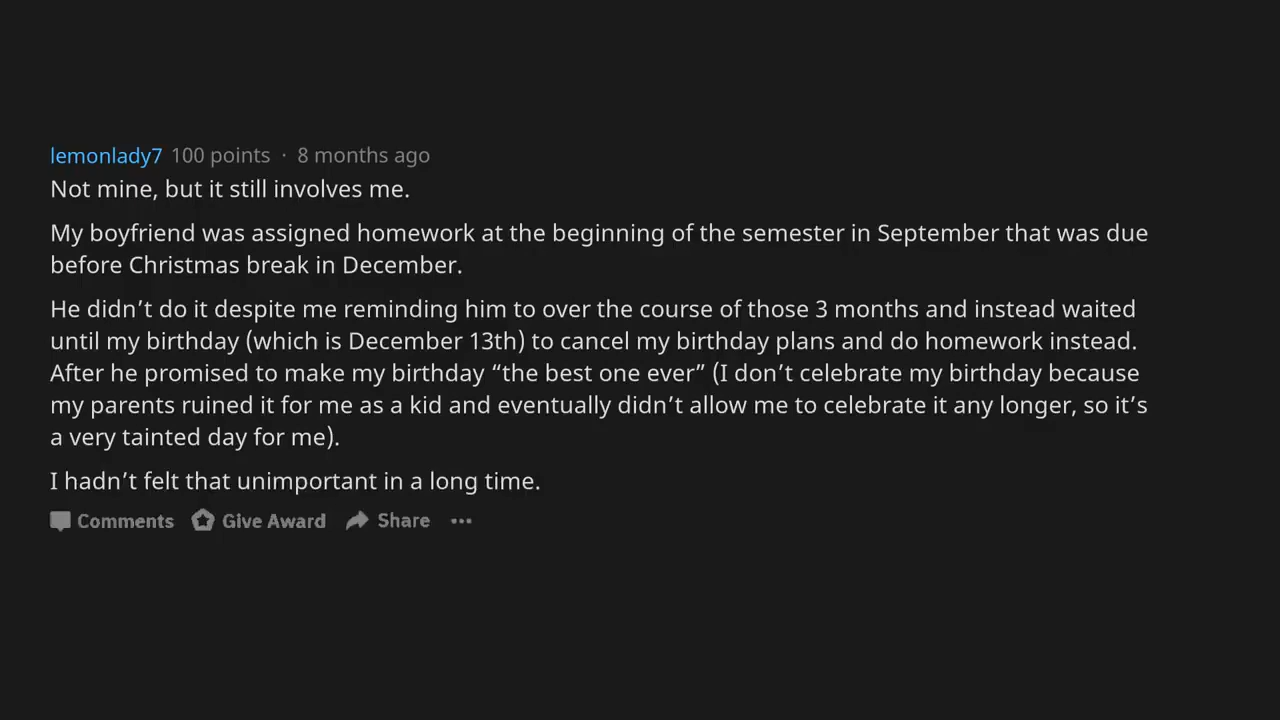 lemonlady7 100 points · 8 months ago
Not mine, but it still involves me.
My boyfriend was assigned homework at the beginning of the semester in September that was due
before Christmas break in December.
He didn’t do it despite me reminding him to over the course of those 3 months and instead waited
until my birthday (which is December 13th) to cancel my birthday plans and do homework instead.
After he promised to make my birthday “the best one ever” (I don’t celebrate my birthday because
my parents ruined it for me as a kid and eventually didn’t allow me to celebrate it any longer, so it’s
a very tainted day for me).
I hadn’t felt that unimportant in a long time.
Comments Give Award Share ···